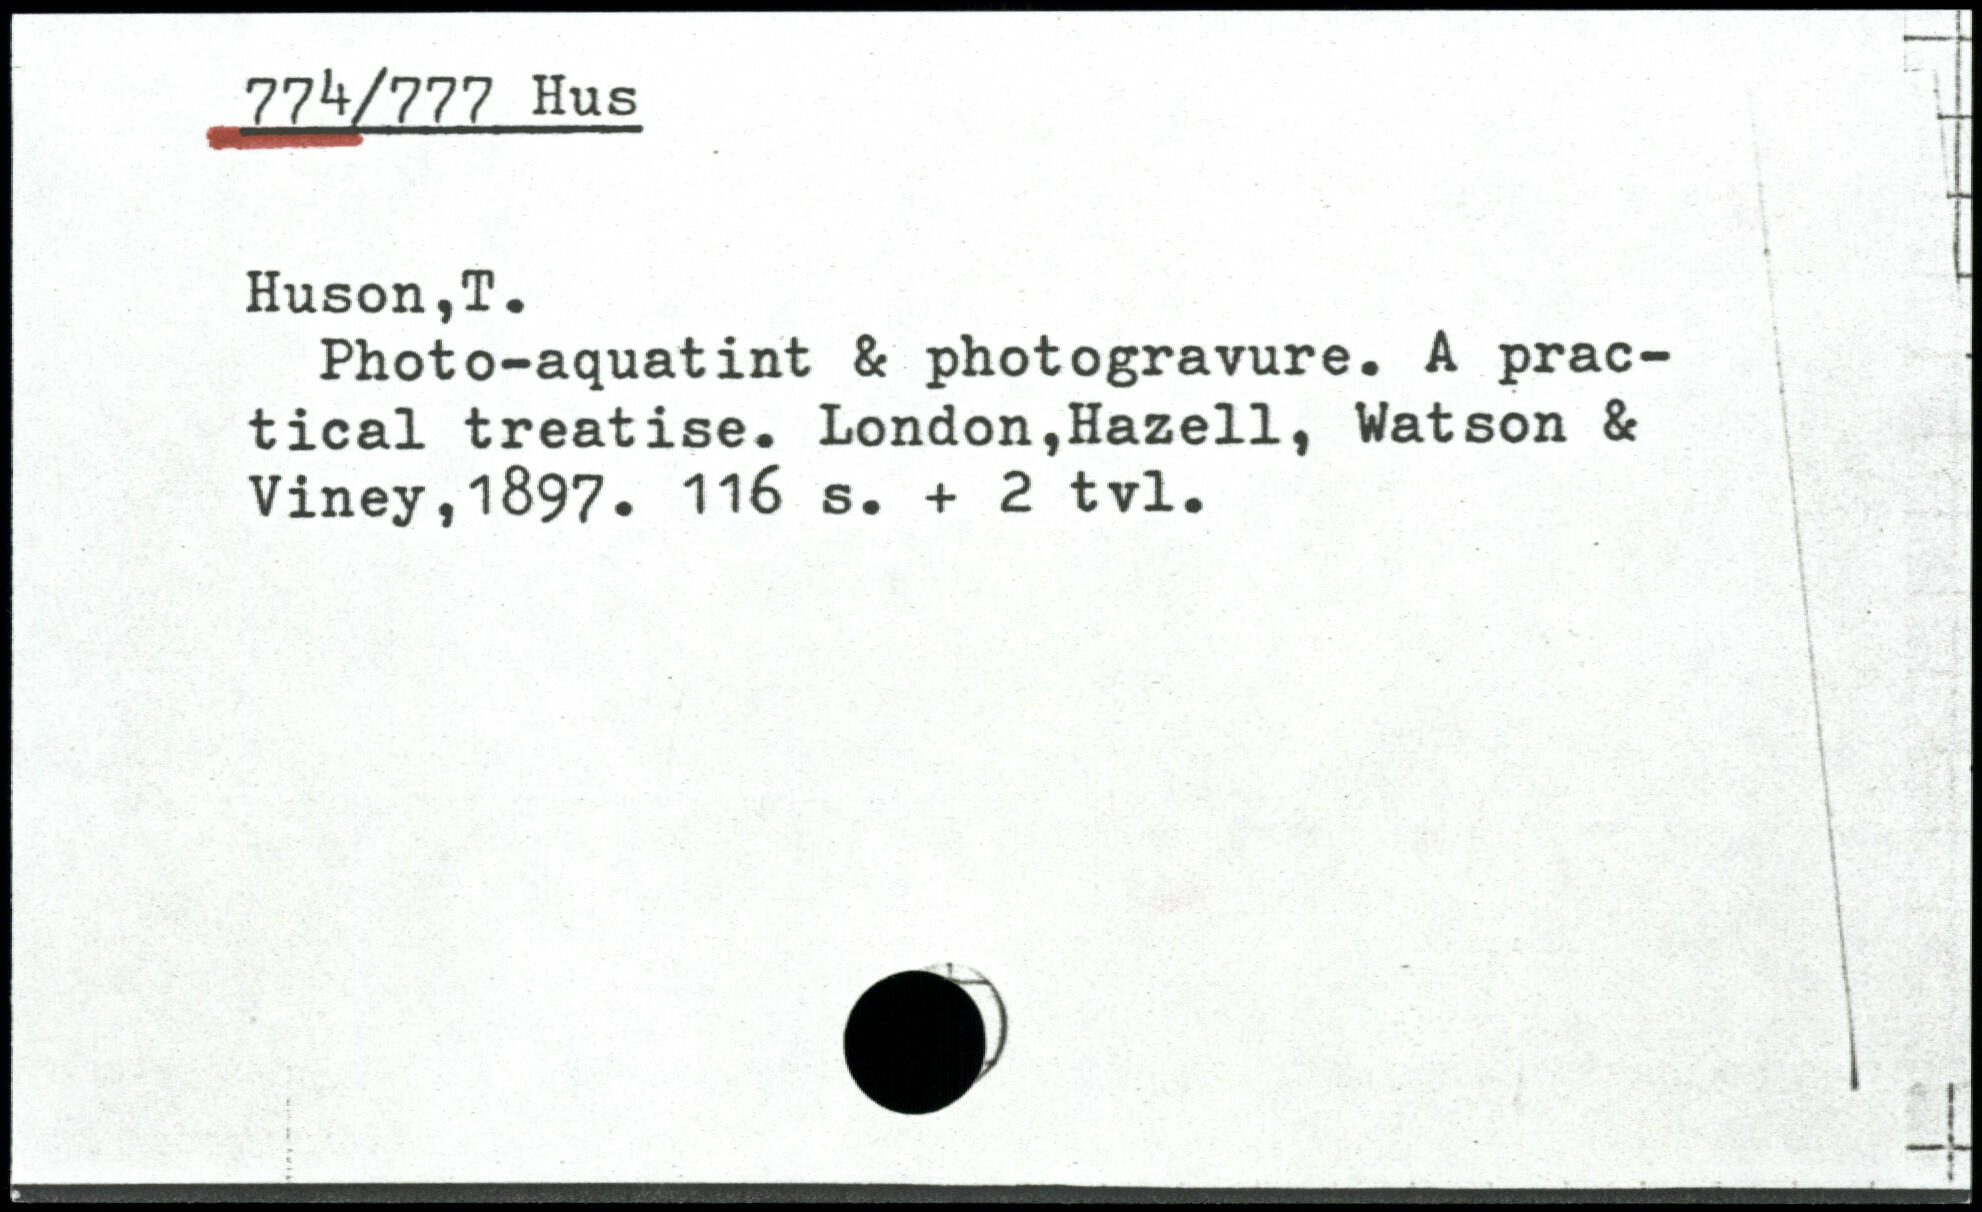 774/777 Hus
Huson,T.
Photo-aquatint & photogravure. A prac-
tical treatise. London,Hazell, Watson &
Viney,1897. 116 s. + 2 tvl.